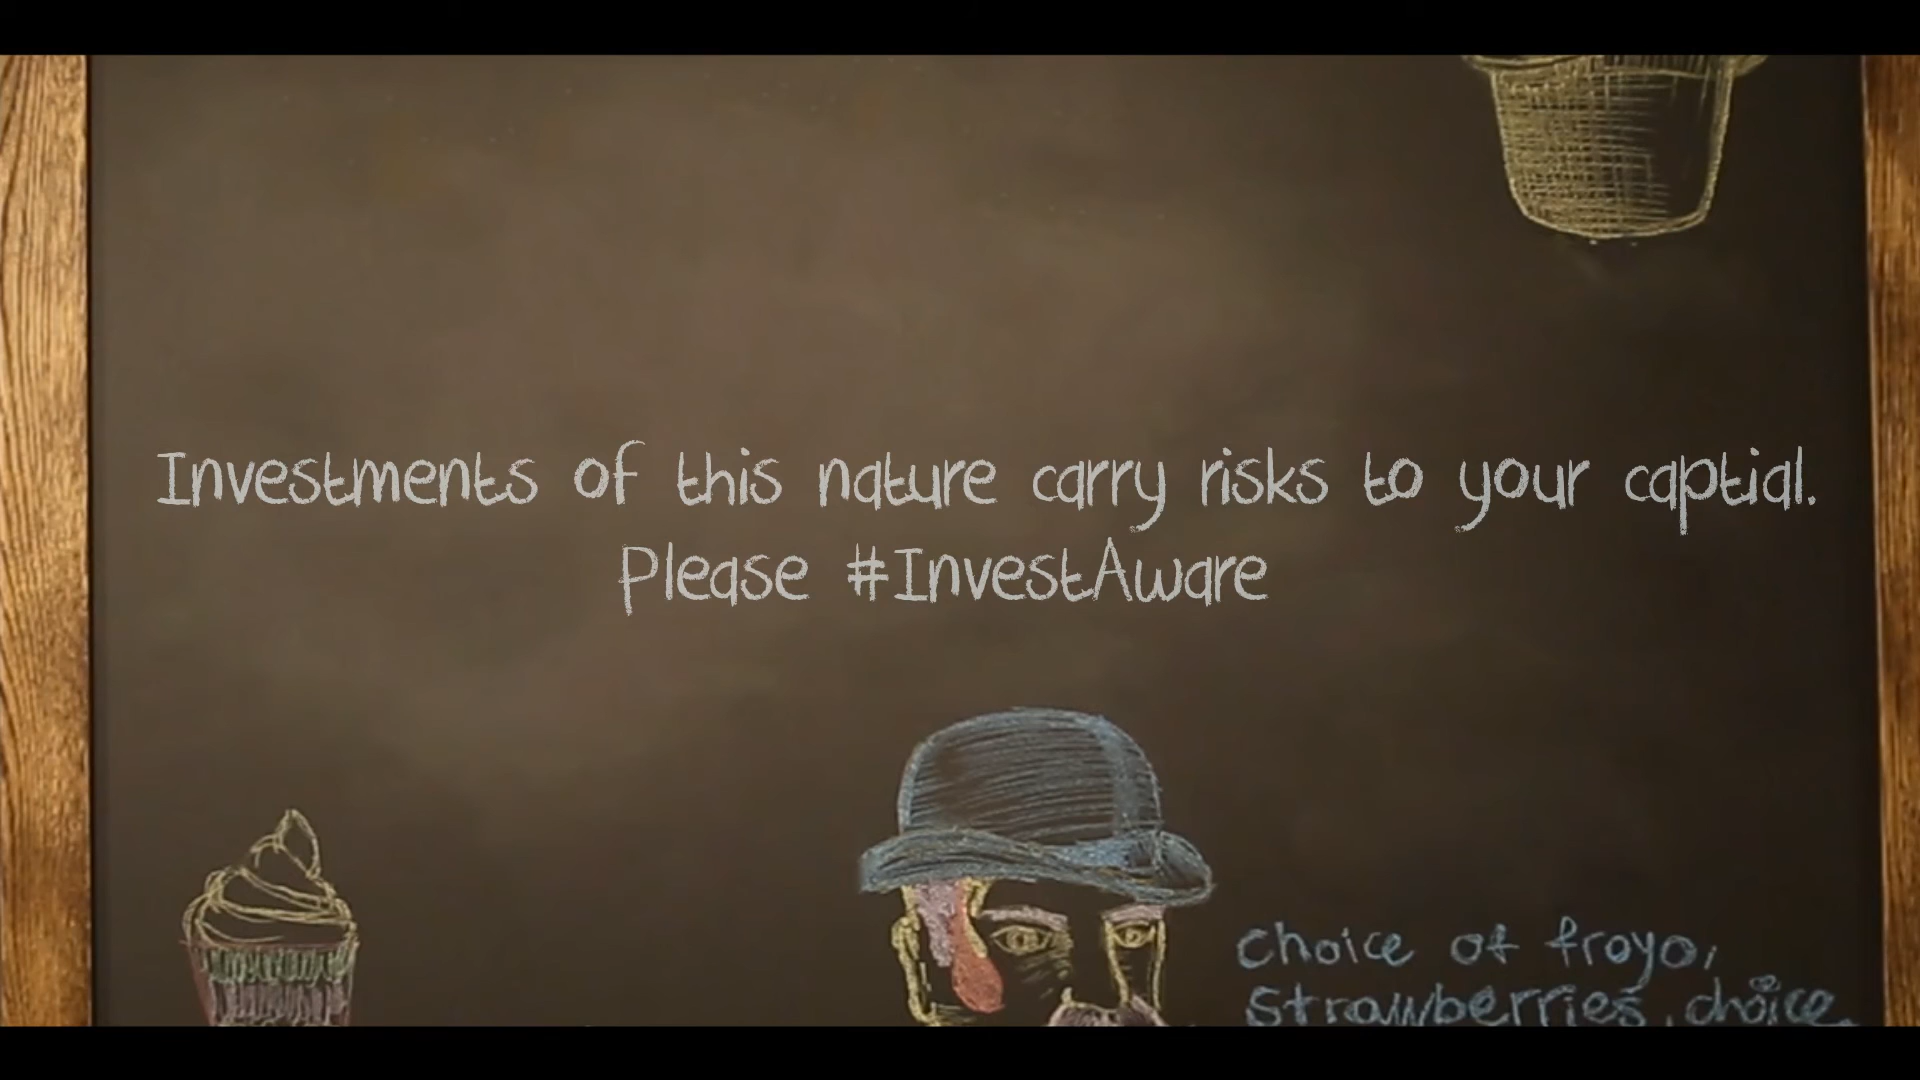 Investments of this nature carry risks to your captial.
Please #InvestAware
choice of froyo,
strawberries, choice